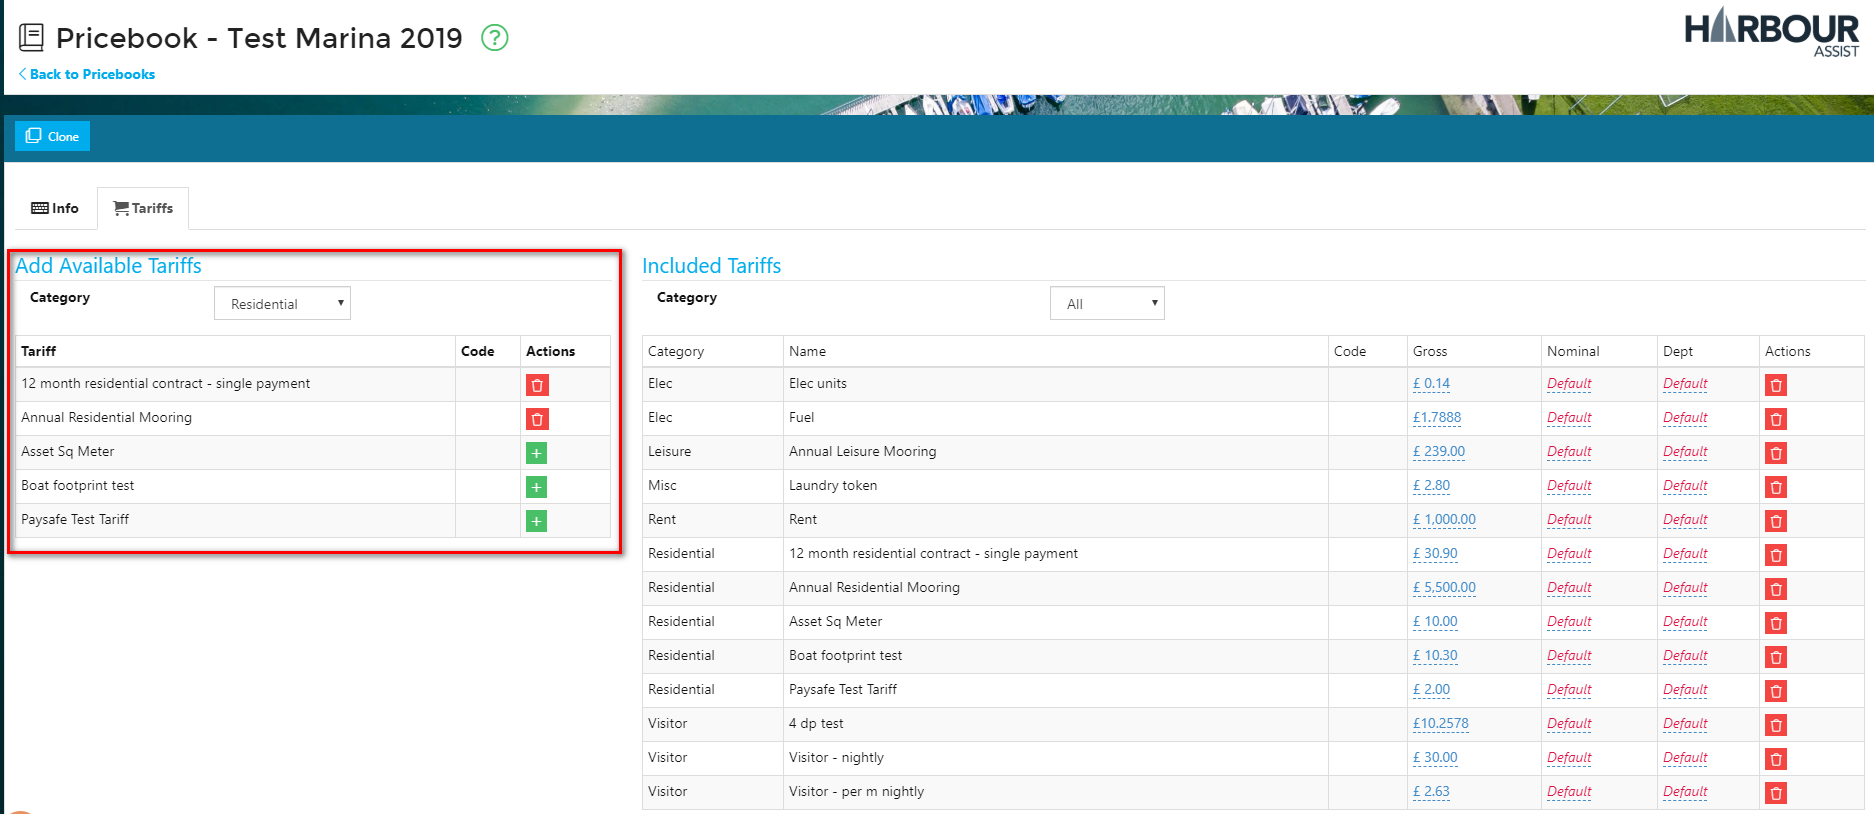 Pricebook - Test Marina 2019 ?
HARBOUR
ASSIST
Back to Pricebooks
Clone
Info
Tariffs
Add Available Tariffs
Category Residential
Tariff Code Actions
12 month residential contract - single payment
Annual Residential Mooring
Asset Sq Meter
Boat footprint test
Paysafe Test Tariff
Included Tariffs
Category All
Category Name Code Gross Nominal Dept Actions
Elec Elec units £ 0.14 Default Default
Elec Fuel £1.7888 Default Default
Leisure Annual Leisure Mooring £ 239.00 Default Default
Misc Laundry token £ 2.80 Default Default
Rent Rent £ 1,000.00 Default Default
Residential 12 month residential contract - single payment £ 30.90 Default Default
Residential Annual Residential Mooring £ 5,500.00 Default Default
Residential Asset Sq Meter £ 10.00 Default Default
Residential Boat footprint test £ 10.30 Default Default
Residential Paysafe Test Tariff £ 2.00 Default Default
Visitor 4 dp test £10.2578 Default Default
Visitor Visitor - nightly £ 30.00 Default Default
Visitor Visitor - per m nightly £ 2.63 Default Default